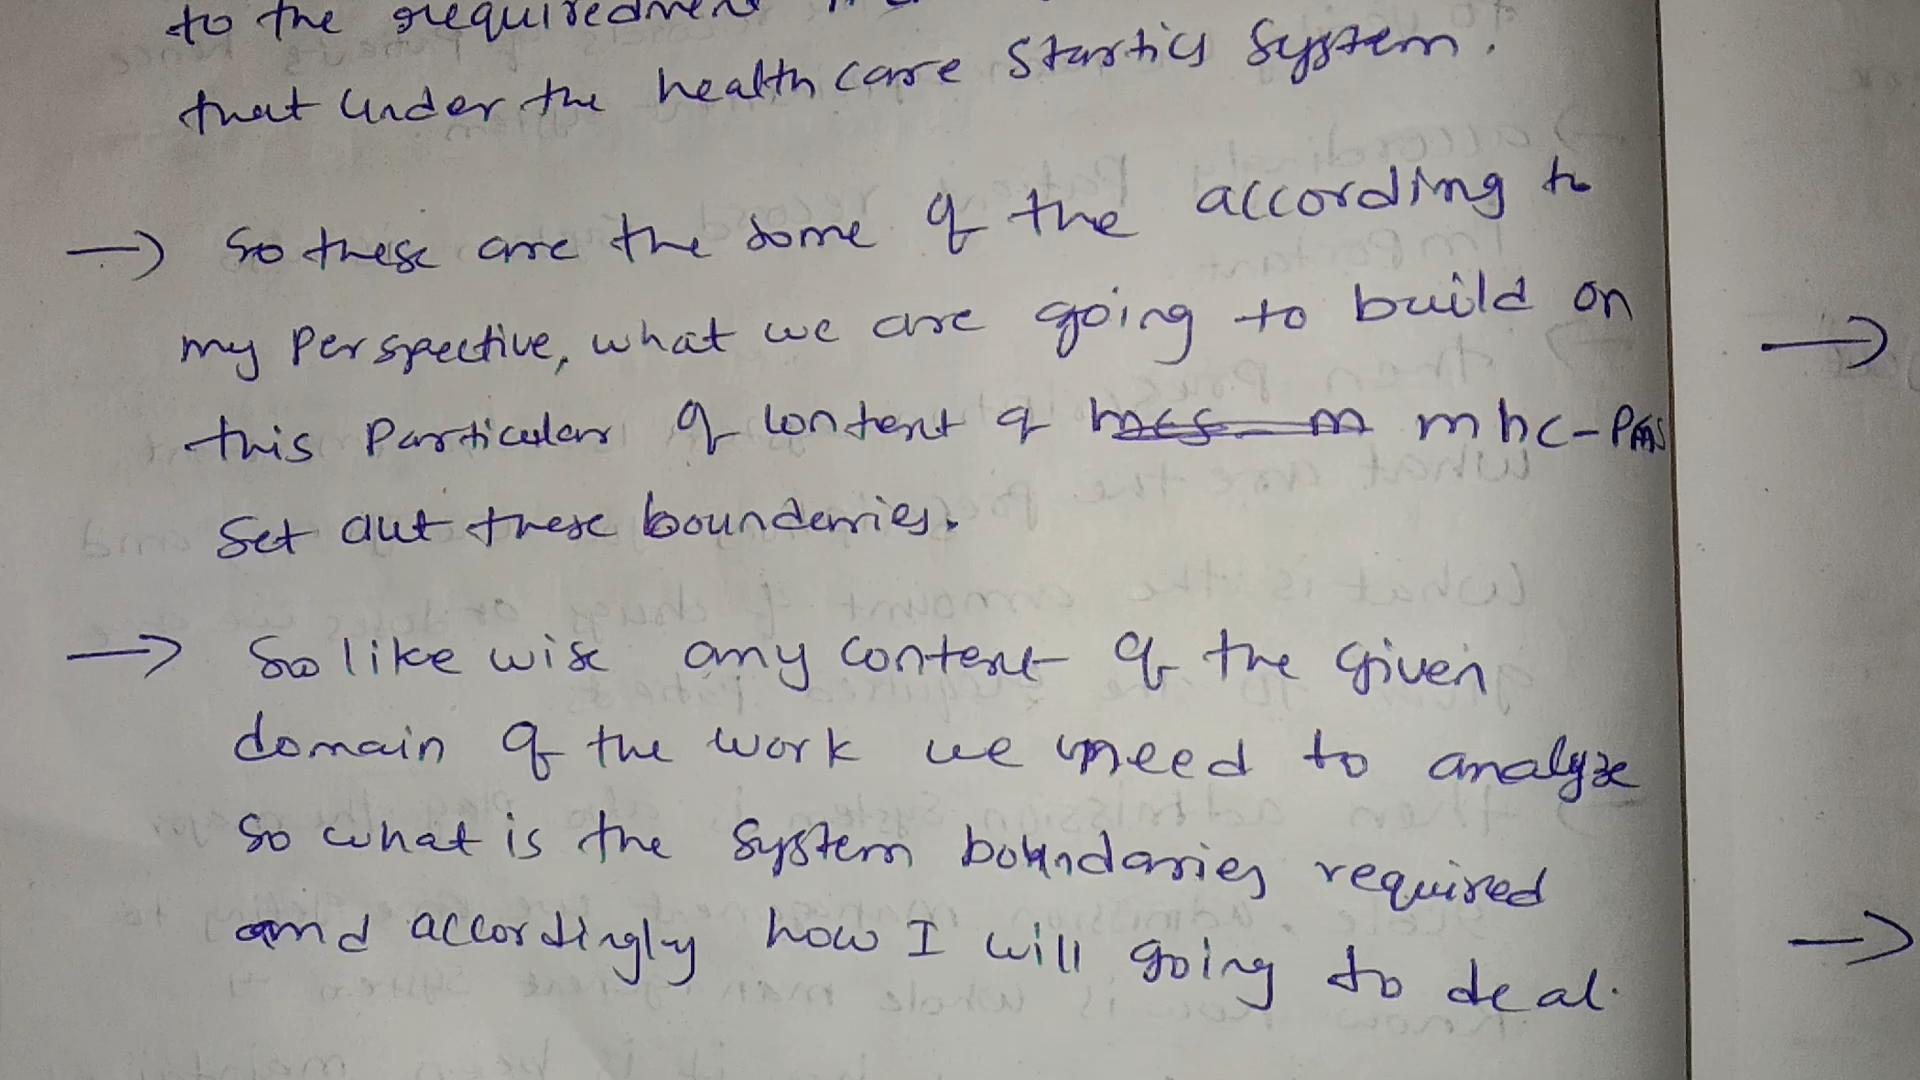 to the requiredment
that under the health care Startics System.
→ So these are the some of the according to
my Perspective, what we are going to build on
this Particular of Content of mhc-PMS
Set out these bounderries.
→ So like wise any content of the given
domain of the work we need to analyze
So what is the System boundaries required
and accordingly how I will going to deal.